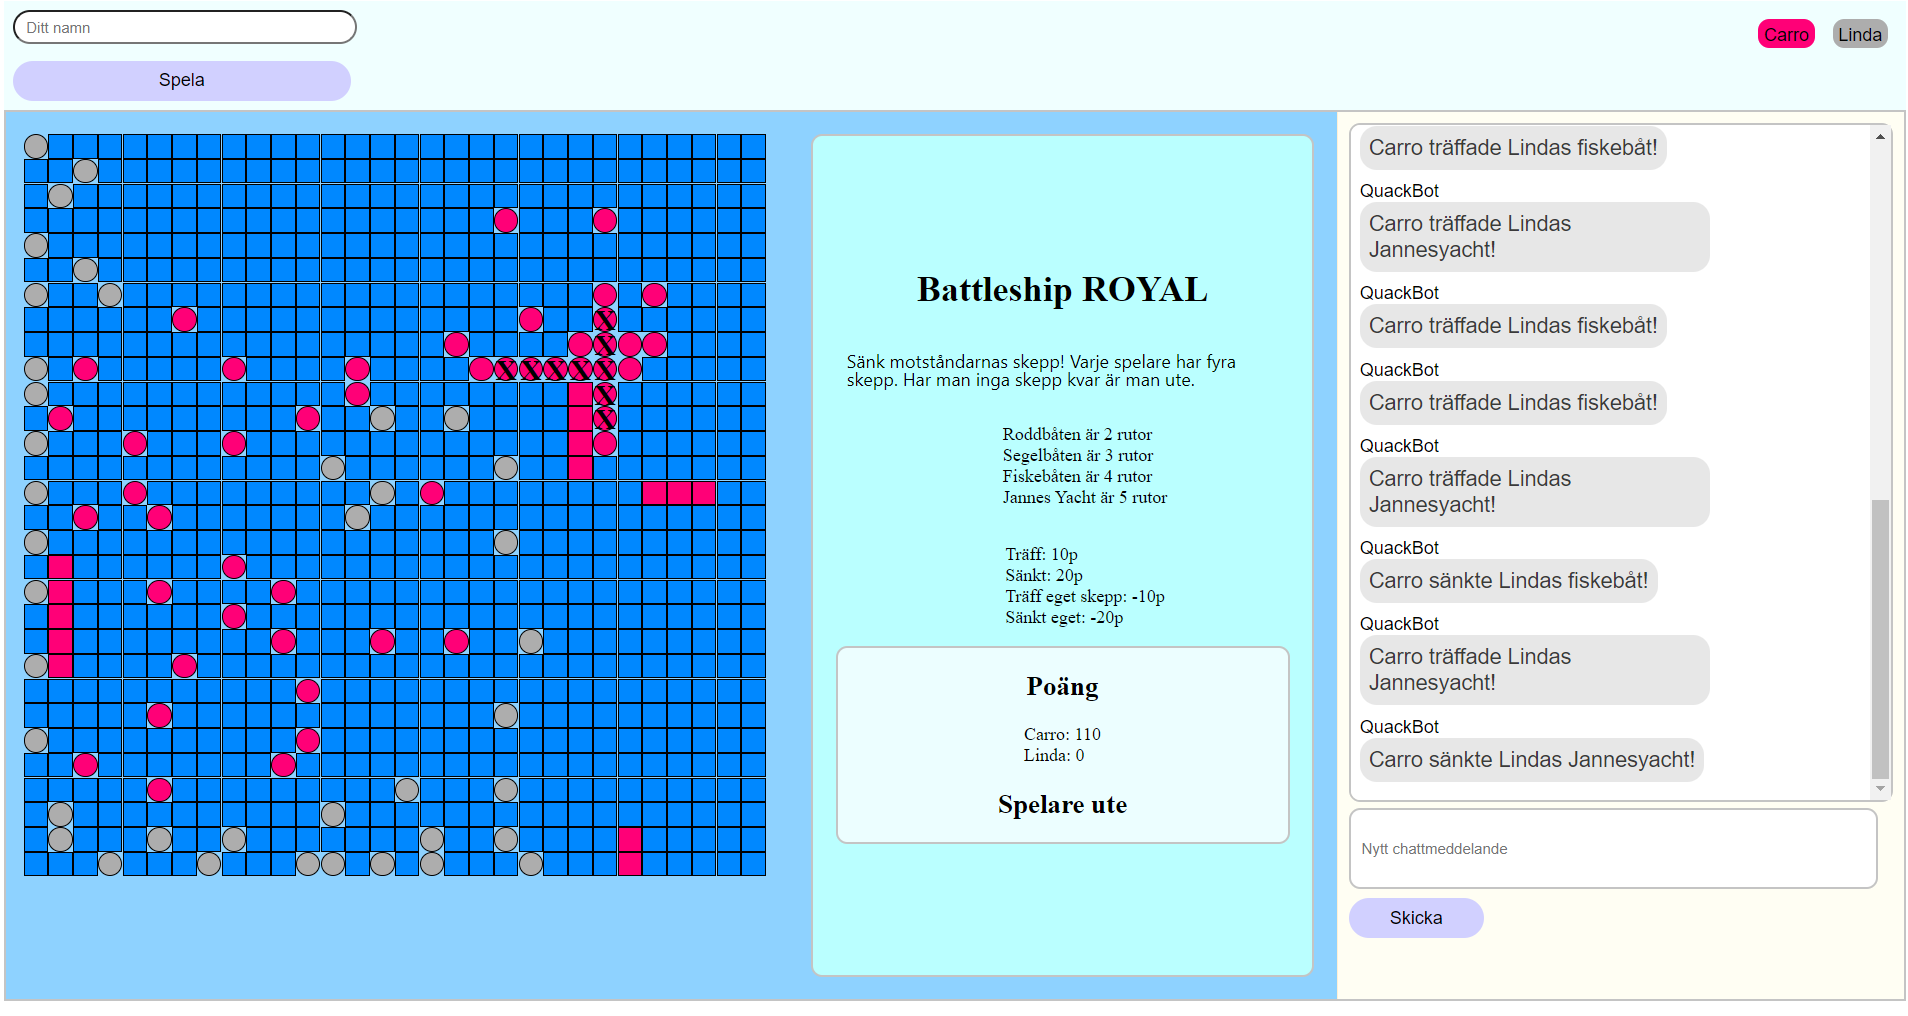 Ditt namn
Spela
Carro
Linda
X
X
X X X X X
X
X
Battleship ROYAL
Sänk motståndarnas skepp! Varje spelare har fyra
skepp. Har man inga skepp kvar är man ute.
Roddbåten är 2 rutor
Segelbåten är 3 rutor
Fiskebåten är 4 rutor
Jannes Yacht är 5 rutor
Träff: 10p
Sänkt: 20p
Träff eget skepp: -10p
Sänkt eget: -20p
Poäng
Carro: 110
Linda: 0
Spelare ute
Carro träffade Lindas fiskebåt!
QuackBot
Carro träffade Lindas
Jannesyacht!
QuackBot
Carro träffade Lindas fiskebåt!
QuackBot
Carro träffade Lindas fiskebåt!
QuackBot
Carro träffade Lindas
Jannesyacht!
QuackBot
Carro sänkte Lindas fiskebåt!
QuackBot
Carro träffade Lindas
Jannesyacht!
QuackBot
Carro sänkte Lindas Jannesyacht!
Nytt chattmeddelande
Skicka